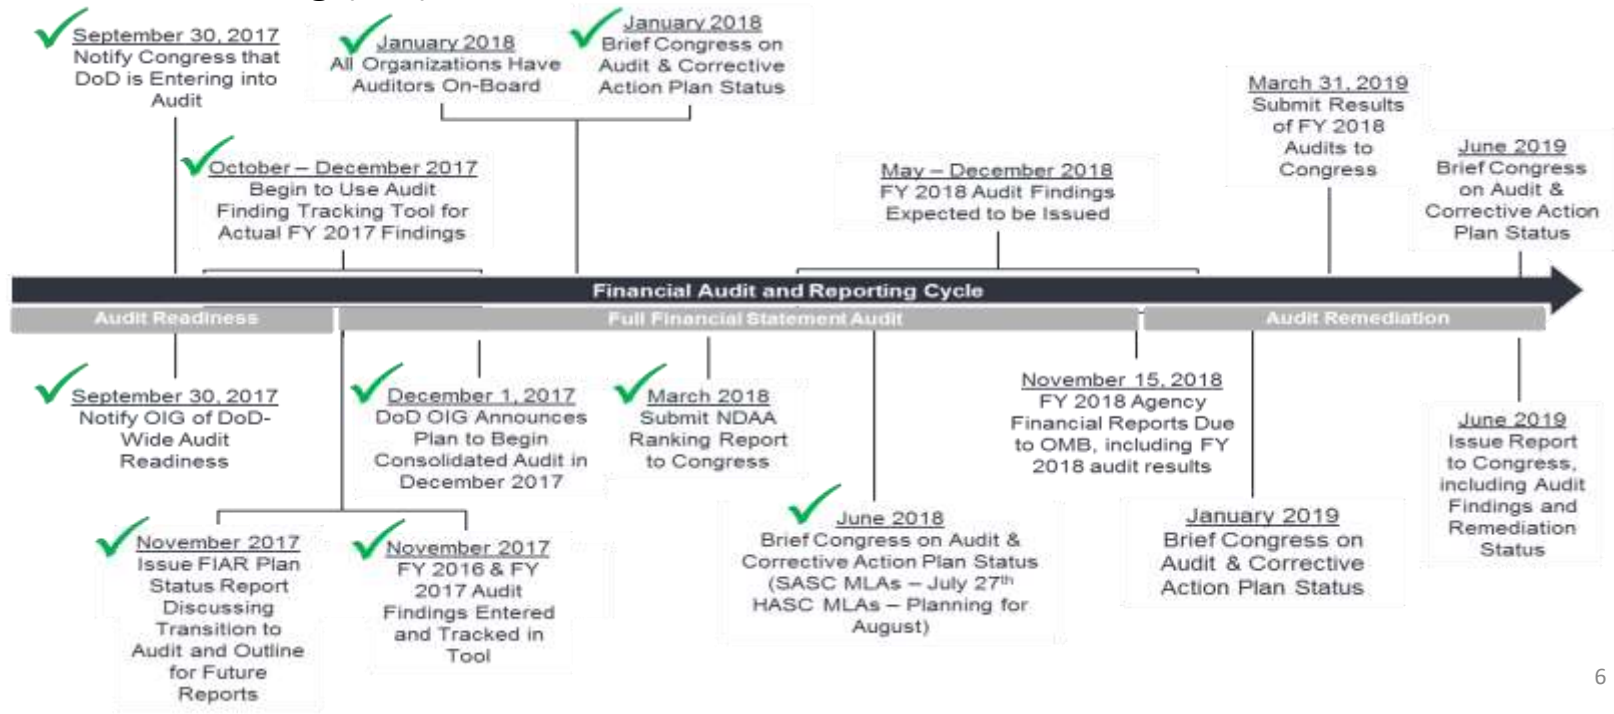 September 30, 2017
Notify Congress that
DoD is Entering into
Audit
January 2018
All Organizations Have
Auditors On-Board
January 2018
Brief Congress on
Audit & Corrective
Action Plan Status
October – December 2017
Begin to Use Audit
Finding Tracking Tool for
Actual FY 2017 Findings
May – December 2018
FY 2018 Audit Findings
Expected to be Issued
March 31, 2019
Submit Results
of FY 2018
Audits to
Congress
June 2019
Brief Congress
on Audit &
Corrective Action
Plan Status
Financial Audit and Reporting Cycle
Audit Readiness
Full Financial Statement Audit
Audit Remediation
September 30, 2017
Notify OIG of DoD-
Wide Audit
Readiness
December 1, 2017
DoD OIG Announces
Plan to Begin
Consolidated Audit in
December 2017
March 2018
Submit NDAA
Ranking Report
to Congress
November 15, 2018
FY 2018 Agency
Financial Reports Due
to OMB, including FY
2018 audit results
June 2019
Issue Report
to Congress,
including Audit
Findings and
Remediation
Status
November 2017
Issue FIAR Plan
Status Report
Discussing
Transition to
Audit and Outline
for Future
Reports
November 2017
FY 2016 & FY
2017 Audit
Findings Entered
and Tracked in
Tool
June 2018
Brief Congress on Audit &
Corrective Action Plan Status
(SASC MLAs – July 27th
HASC MLAs – Planning for
August)
January 2019
Brief Congress on
Audit & Corrective
Action Plan Status
6